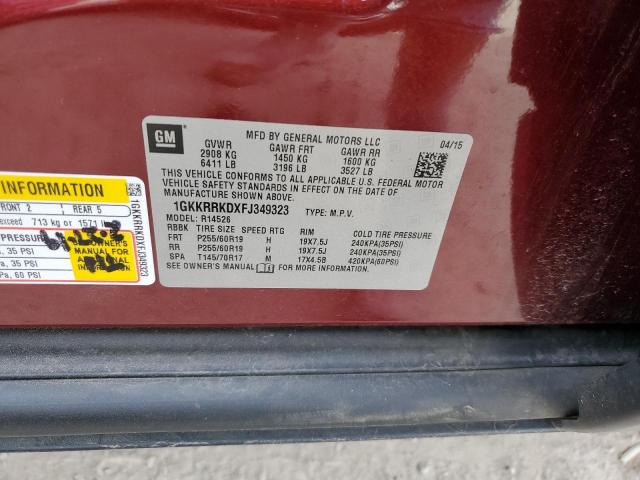 GM
MFD BY GENERAL MOTORS LLC 04/15
GVWR GAWR FRT GAWR RR
2908 KG 1450 KG 1600 KG
6411 LB 3196 LB 3527 LB
THIS VEHICLE CONFORMS TO ALL APPLICABLE U.S. FEDERAL MOTOR
VEHICLE SAFETY STANDARDS IN EFFECT ON THE DATE OF MANUFACTURE SHOWN ABOVE.
1GKKRRKDXFJ349323 TYPE: M.P.V.
MODEL: R14526
RBBK TIRE SIZE SPEED RTG RIM COLD TIRE PRESSURE
FRT P255/60R19 H 19X7.5J 240KPA(35PSI)
RR P255/60R19 H 19X7.5J 240KPA(35PSI)
SPA T145/70R17 M 17X4.5B 420KPA(60PSI)
SEE OWNER'S MANUAL FOR MORE INFORMATION.
INFORMATION
RONT 2 REAR 5
exceed 713 kg or 1571
PRESSURE
, 35 PSI
a, 35 PSI
Pa, 60 PSI
OWNER'S
MANUAL FOR
1GKKRRKDXFJ349323